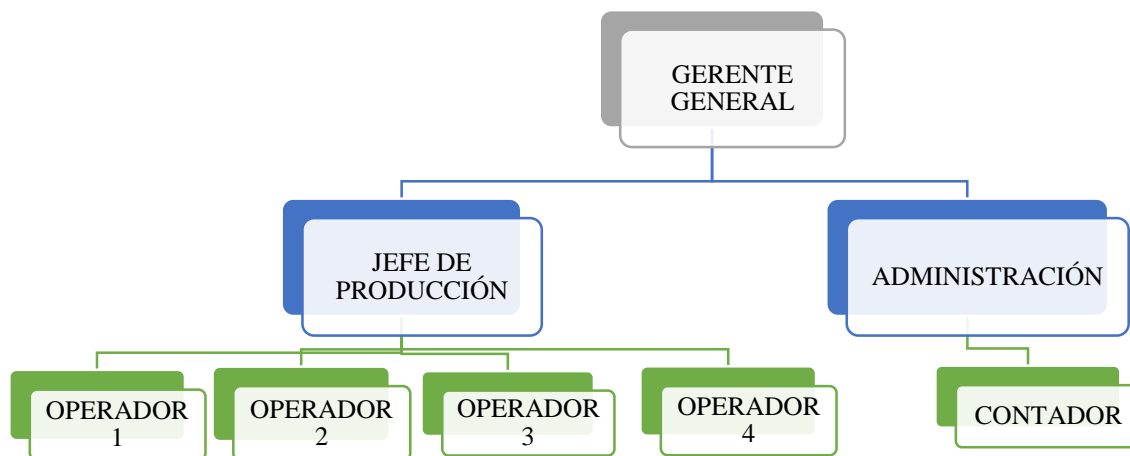 GERENTE
GENERAL
JEFE DE
PRODUCCIÓN
ADMINISTRACIÓN
OPERADOR
1
OPERADOR
2
OPERADOR
3
OPERADOR
4
CONTADOR